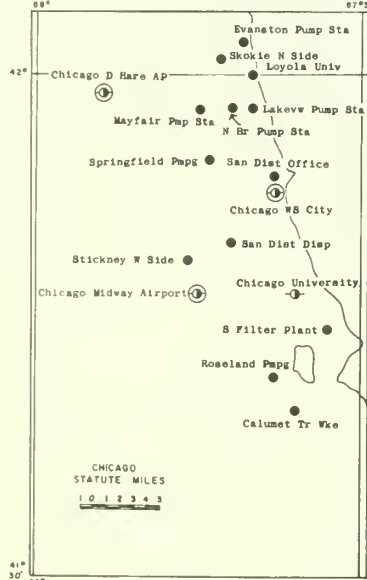 88° 87°3
Evanston Pump Sta
Skokie N Side
Loyola Univ
42°
Chicago O Hare AP
Lakevw Pump Sta
Mayfair Pmp Sta
N Br Pump Sta
Springfield Pmpg
San Dist Office
Chicago WS City
San Dist Disp
Stickney W Side
Chicago University
Chicago Midway Airport
S Filter Plant
Roseland Pmpg
Calumet Tr Wke
CHICAGO
STATUTE MILES
1 0 1 2 3 4 5
41°
30'